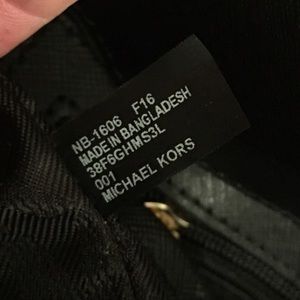 NB-1606 F16
MADE IN BANGLADESH
38F6GHMS3L
001
MICHAEL KORS